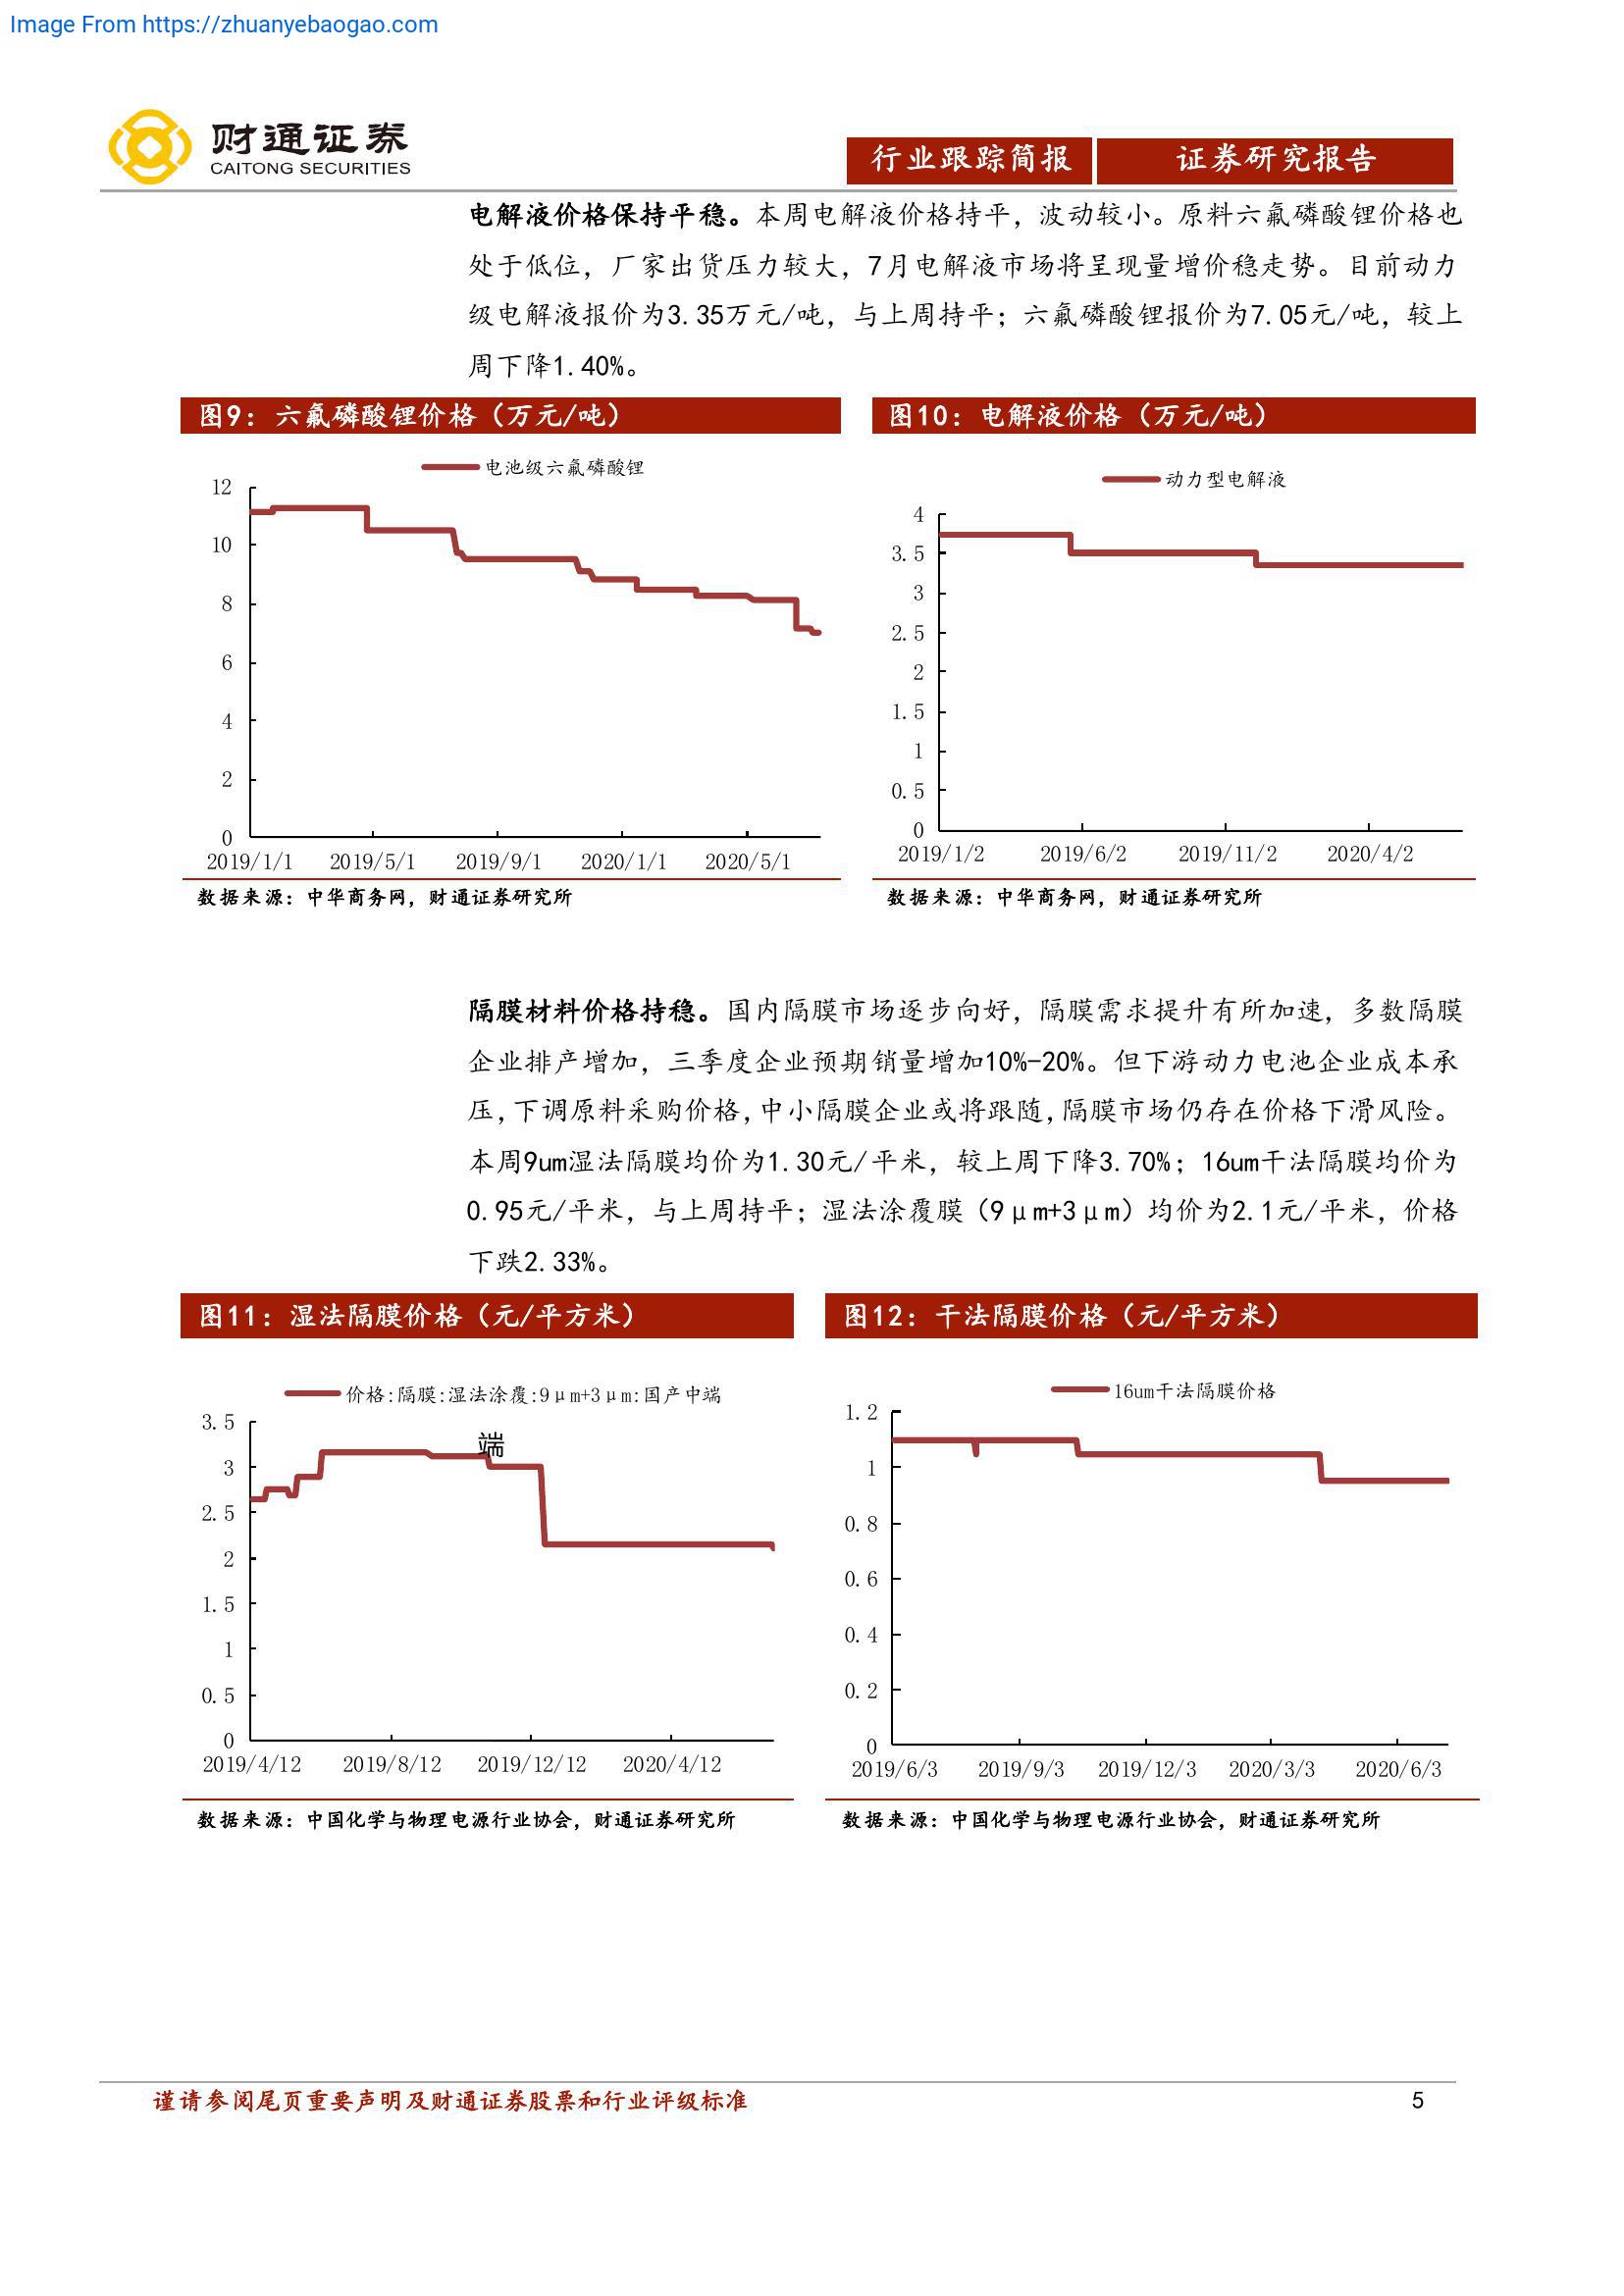 Image From https://zhuanyebaogao.com
财通证券
CAITONG SECURITIES
行业跟踪简报
证券研究报告
电解液价格保持平稳。本周电解液价格持平，波动较小。原料六氟磷酸锂价格也
处于低位，厂家出货压力较大，7月电解液市场将呈现量增价稳走势。目前动力
级电解液报价为3.35万元/吨，与上周持平；六氟磷酸锂报价为7.05元/吨，较上
周下降1.40%。
图9：六氟磷酸锂价格（万元/吨）
电池级六氟磷酸锂
12
10
8
6
4
2
0
2019/1/1 2019/5/1 2019/9/1 2020/1/1 2020/5/1
数据来源：中华商务网，财通证券研究所
图10：电解液价格（万元/吨）
动力型电解液
4
3.5
3
2.5
2
1.5
1
0.5
0
2019/1/2 2019/6/2 2019/11/2 2020/4/2
数据来源：中华商务网，财通证券研究所
隔膜材料价格持稳。国内隔膜市场逐步向好，隔膜需求提升有所加速，多数隔膜
企业排产增加，三季度企业预期销量增加10%-20%。但下游动力电池企业成本承
压，下调原料采购价格，中小隔膜企业或将跟随，隔膜市场仍存在价格下滑风险。
本周9um湿法隔膜均价为1.30元/平米，较上周下降3.70%；16um干法隔膜均价为
0.95元/平米，与上周持平；湿法涂覆膜（9μm+3μm）均价为2.1元/平米，价格
下跌2.33%。
图11：湿法隔膜价格（元/平方米）
价格:隔膜:湿法涂覆:9μm+3μm:国产中端
端
3.5
3
2.5
2
1.5
1
0.5
0
2019/4/12 2019/8/12 2019/12/12 2020/4/12
数据来源：中国化学与物理电源行业协会，财通证券研究所
图12：干法隔膜价格（元/平方米）
16um干法隔膜价格
1.2
1
0.8
0.6
0.4
0.2
0
2019/6/3 2019/9/3 2019/12/3 2020/3/3 2020/6/3
数据来源：中国化学与物理电源行业协会，财通证券研究所
谨请参阅尾页重要声明及财通证券股票和行业评级标准
5